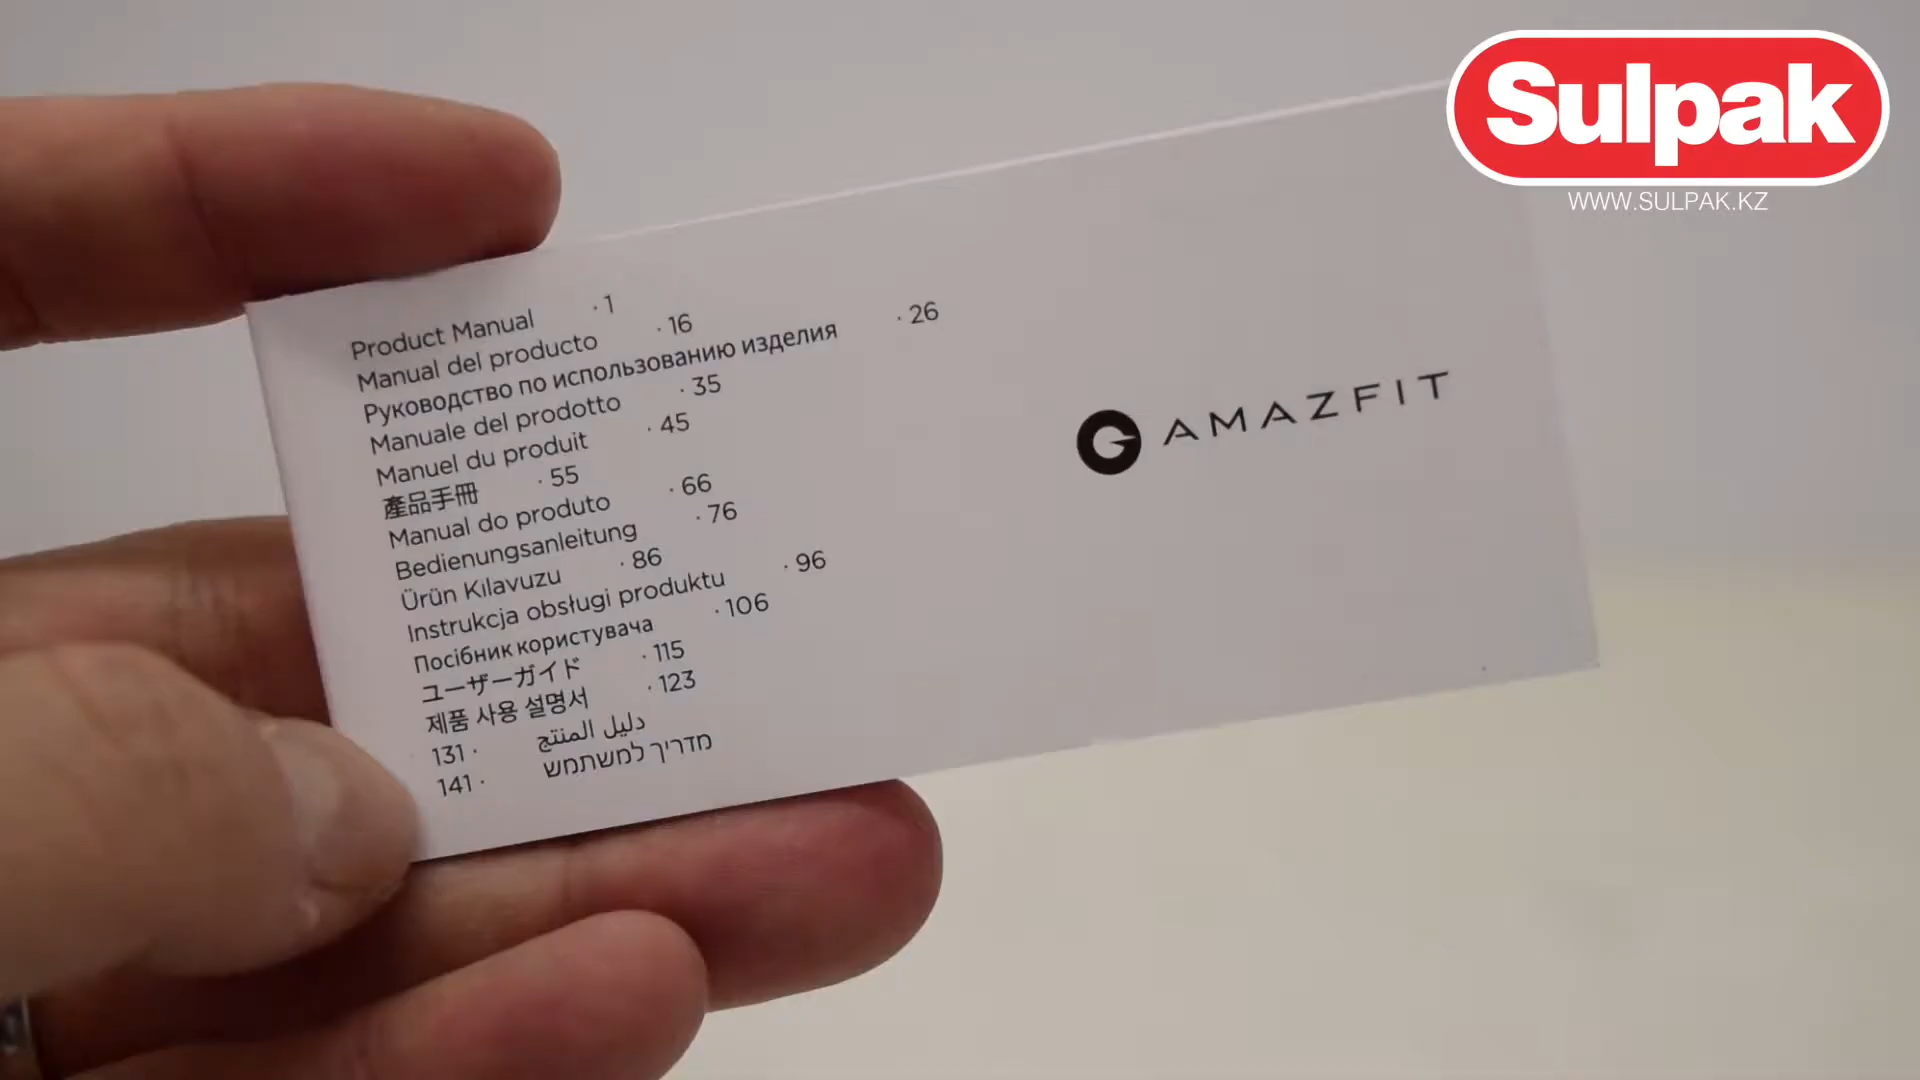 Product Manual · 1
Manual del producto · 16
Руководство по использованию изделия · 26
Manuale del prodotto · 35
Manuel du produit · 45
產品手冊 · 55
Manual do produto · 66
Bedienungsanleitung · 76
Ürün Kılavuzu · 86
Instrukcja obsługi produktu · 96
Посібник користувача · 106
ユーザーガイド · 115
제품 사용 설명서 · 123
131 · دليل المنتج
141 · מדריך למשתמש
AMAZFIT
Sulpak
WWW.SULPAK.KZ